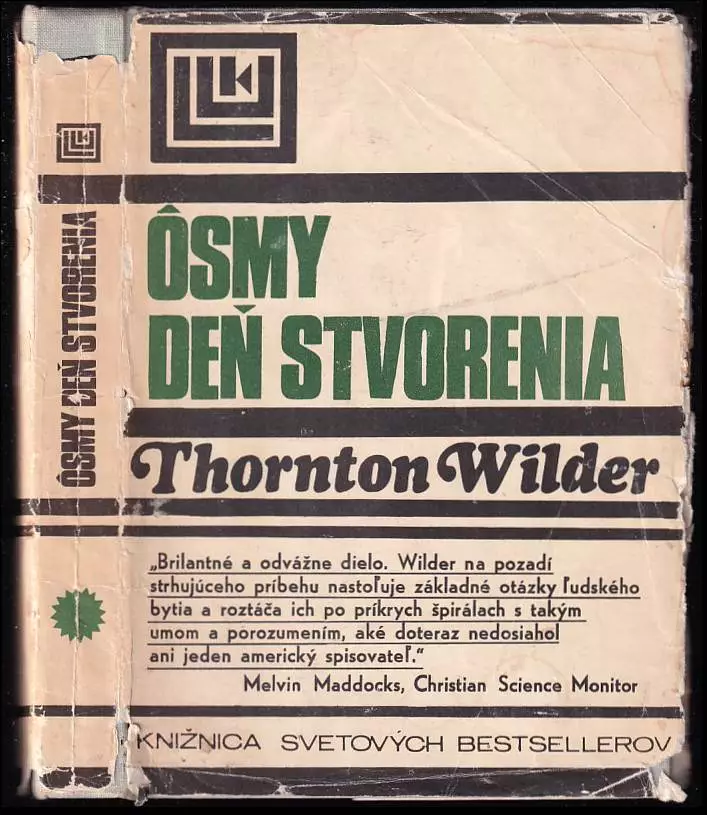 ÔSMY DEŇ STVORENIA
ÔSMY
DEŇ STVORENIA
Thornton Wilder
„Brilantné a odvážne dielo. Wilder na pozadí
strhujúceho príbehu nastoľuje základné otázky ľudského
bytia a roztáča ich po príkrych špirálach s takým
umom a porozumením, aké doteraz nedosiahol
ani jeden americký spisovateľ.“
Melvin Maddocks, Christian Science Monitor
KNIŽNICA SVETOVÝCH BESTSELLEROV